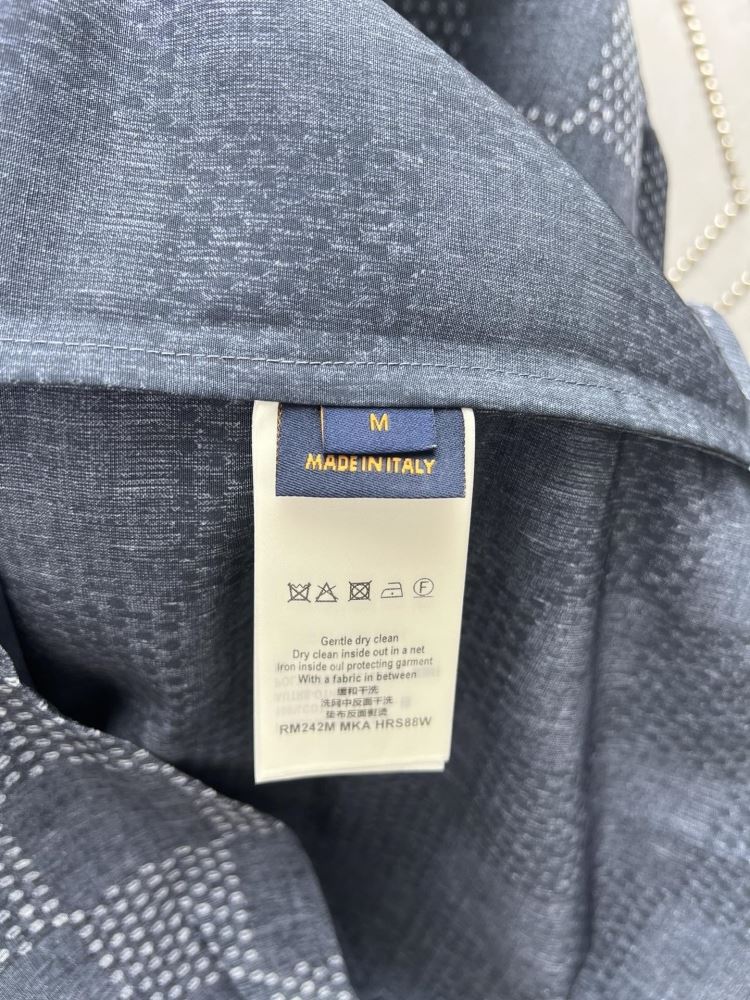 M
MADE IN ITALY
F
Gentle dry clean
Dry clean inside out in a net
Iron inside oul protecting garment
With a fabric in between
缓和干洗
洗网中反面干洗
垫布反面熨烫
RM242M MKA HRS88W